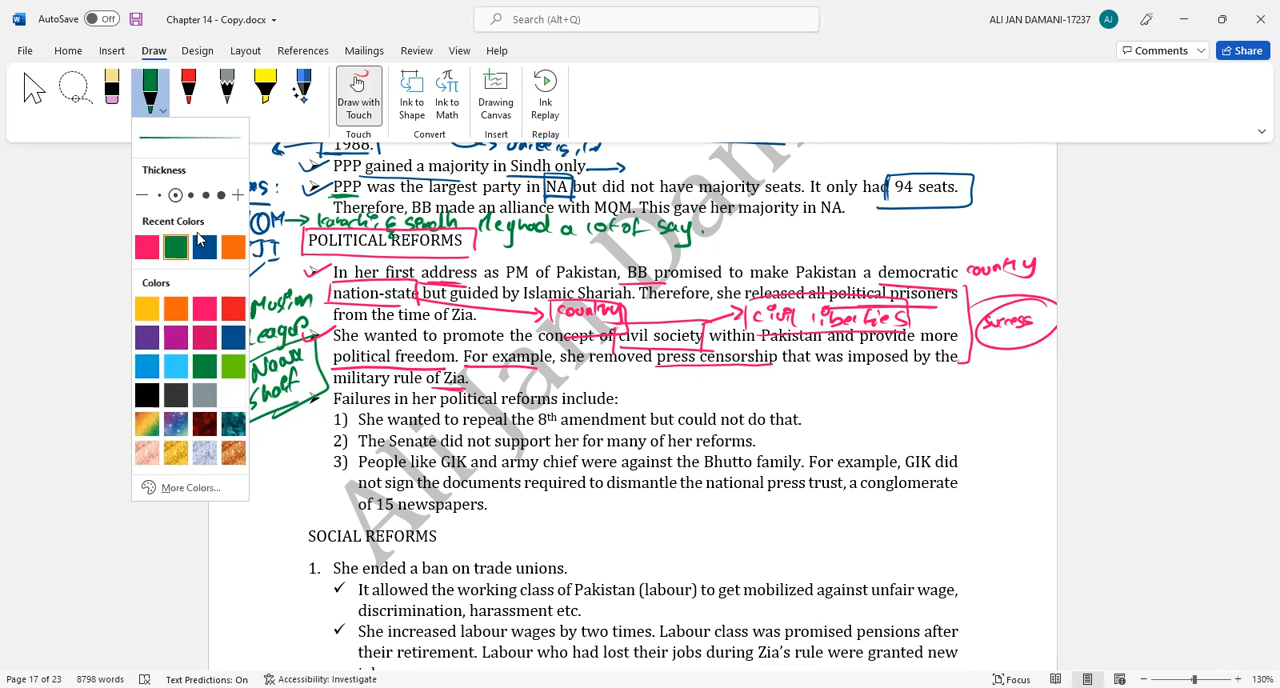 AutoSave Off Chapter 14 - Copy.docx Search (Alt+Q) ALI JAN DAMANI-17237 AJ
File Home Insert Draw Design Layout References Mailings Review View Help Comments Share
Draw with Touch
Ink to Shape
Ink to Math
Drawing Canvas
Ink Replay
Touch Convert Insert Replay
Thickness
Recent Colors
Colors
More Colors...
1988.
PPP gained a majority in Sindh only.
PPP was the largest party in NA but did not have majority seats. It only had 94 seats.
Therefore, BB made an alliance with MQM. This gave her majority in NA.
Karachi & Sindh they had a lot of say.
POLITICAL REFORMS
In her first address as PM of Pakistan, BB promised to make Pakistan a democratic country
nation-state but guided by Islamic Shariah. Therefore, she released all political prisoners
from the time of Zia. country civil liberties
success
Muslim
League
She wanted to promote the concept of civil society within Pakistan and provide more
political freedom. For example, she removed press censorship that was imposed by the
military rule of Zia.
Failures in her political reforms include:
1) She wanted to repeal the 8th amendment but could not do that.
2) The Senate did not support her for many of her reforms.
3) People like GIK and army chief were against the Bhutto family. For example, GIK did
not sign the documents required to dismantle the national press trust, a conglomerate
of 15 newspapers.
SOCIAL REFORMS
1. She ended a ban on trade unions.
✓ It allowed the working class of Pakistan (labour) to get mobilized against unfair wage,
discrimination, harassment etc.
✓ She increased labour wages by two times. Labour class was promised pensions after
their retirement. Labour who had lost their jobs during Zia's rule were granted new
Ali Jan Damani
Page 17 of 23 8798 words Text Predictions: On Accessibility: Investigate Focus 130%